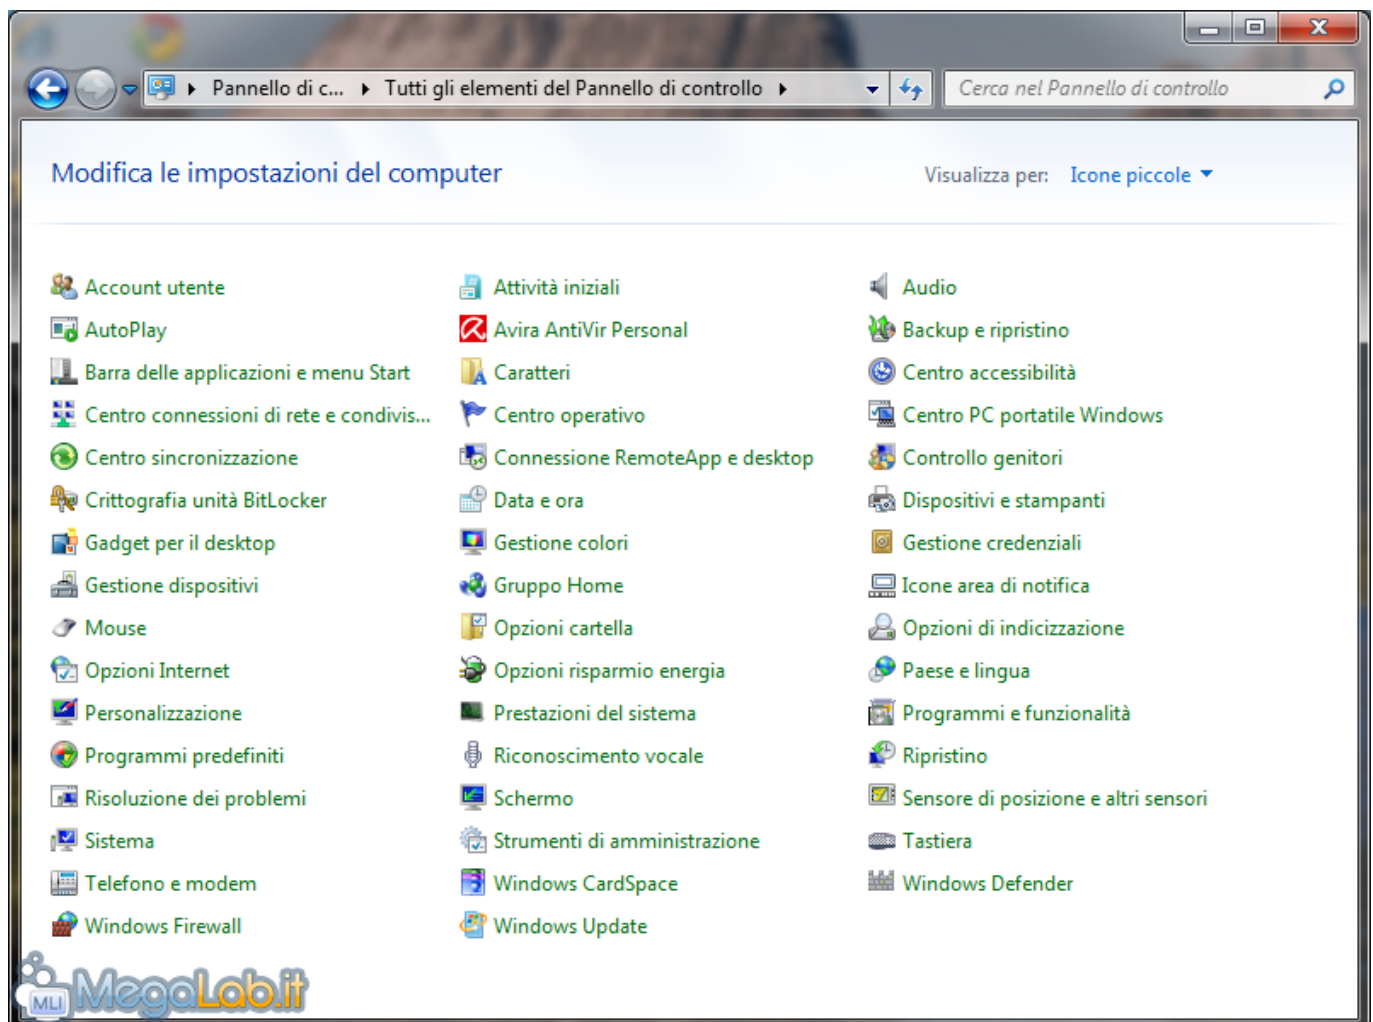 Pannello di c... Tutti gli elementi del Pannello di controllo Cerca nel Pannello di controllo
Modifica le impostazioni del computer Visualizza per: Icone piccole
Account utente Attività iniziali Audio
AutoPlay Avira AntiVir Personal Backup e ripristino
Barra delle applicazioni e menu Start Caratteri Centro accessibilità
Centro connessioni di rete e condivis... Centro operativo Centro PC portatile Windows
Centro sincronizzazione Connessione RemoteApp e desktop Controllo genitori
Crittografia unità BitLocker Data e ora Dispositivi e stampanti
Gadget per il desktop Gestione colori Gestione credenziali
Gestione dispositivi Gruppo Home Icone area di notifica
Mouse Opzioni cartella Opzioni di indicizzazione
Opzioni Internet Opzioni risparmio energia Paese e lingua
Personalizzazione Prestazioni del sistema Programmi e funzionalità
Programmi predefiniti Riconoscimento vocale Ripristino
Risoluzione dei problemi Schermo Sensore di posizione e altri sensori
Sistema Strumenti di amministrazione Tastiera
Telefono e modem Windows CardSpace Windows Defender
Windows Firewall Windows Update
MLI MegaLab.it